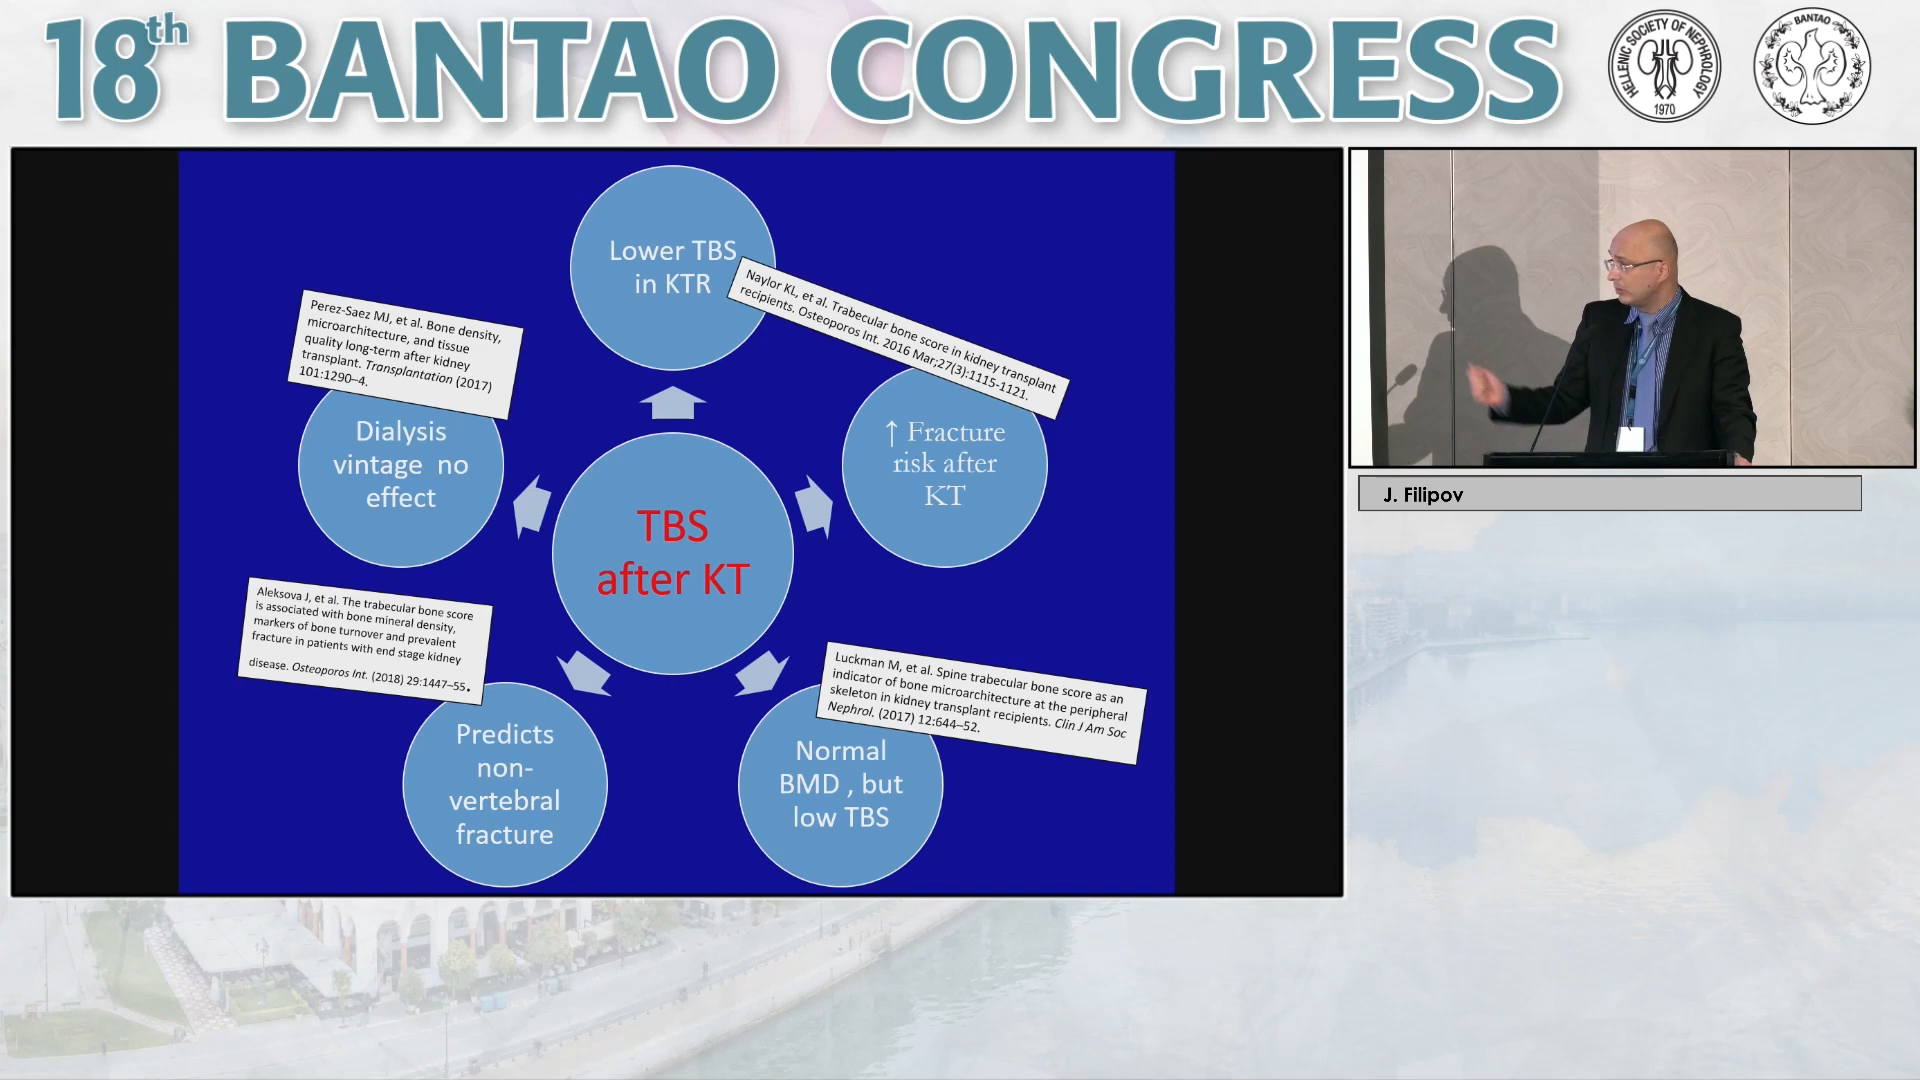 18th BANTAO CONGRESS
HELLENIC SOCIETY OF NEPHROLOGY
1970
BANTAO
Lower TBS
in KTR
Naylor KL, et al. Trabecular bone score in kidney transplant
recipients. Osteoporos Int. 2016 Mar;27(3):1115-1121.
Perez-Saez MJ, et al. Bone density,
microarchitecture, and tissue
quality long-term after kidney
transplant. Transplantation (2017)
101:1290–4.
Dialysis
vintage no
effect
↑ Fracture
risk after
KT
TBS
after KT
Aleksova J, et al. The trabecular bone score
is associated with bone mineral density,
markers of bone turnover and prevalent
fracture in patients with end stage kidney
disease. Osteoporos Int. (2018) 29:1447–55.
Luckman M, et al. Spine trabecular bone score as an
indicator of bone microarchitecture at the peripheral
skeleton in kidney transplant recipients. Clin J Am Soc
Nephrol. (2017) 12:644–52.
Predicts
non-
vertebral
fracture
Normal
BMD , but
low TBS
J. Filipov